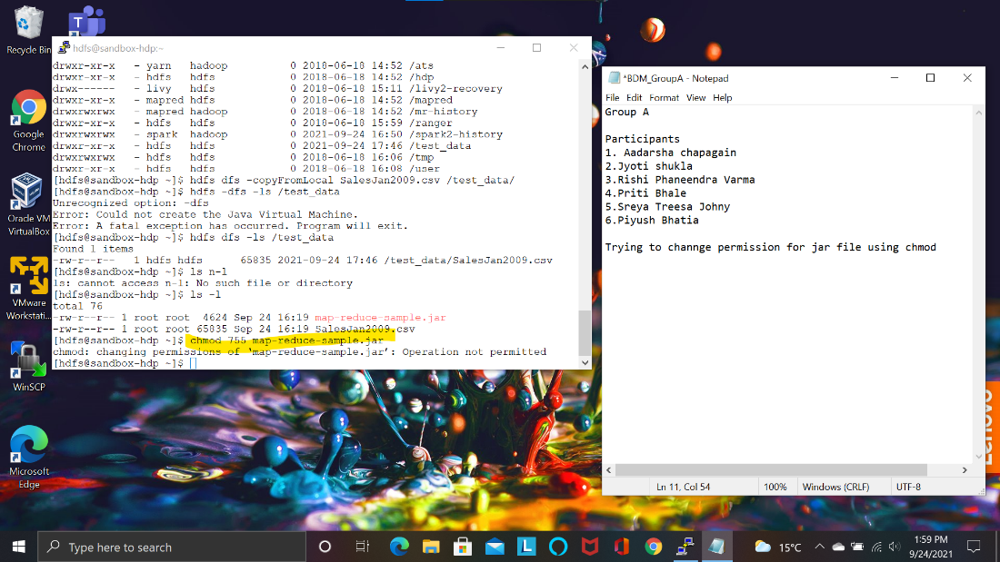 Recycle Bin
T
Google
Chrome
Oracle VM
VirtualBox
VMware
Workstati...
WinSCP
Microsoft
Edge
hdfs@sandbox-hdp:~
drwxr-xr-x   - yarn   hadoop          0 2018-06-18 14:52 /ats
drwxr-xr-x   - hdfs   hdfs            0 2018-06-18 14:52 /hdp
drwx------   - livy   hdfs            0 2018-06-18 15:11 /livy2-recovery
drwxr-xr-x   - mapred hdfs            0 2018-06-18 14:52 /mapred
drwxrwxrwx   - mapred hadoop          0 2018-06-18 14:52 /mr-history
drwxr-xr-x   - hdfs   hdfs            0 2018-06-18 15:59 /ranger
drwxrwxrwx   - spark  hadoop          0 2021-09-24 16:50 /spark2-history
drwxr-xr-x   - hdfs   hdfs            0 2021-09-24 17:46 /test_data
drwxrwxrwx   - hdfs   hdfs            0 2018-06-18 16:06 /tmp
drwxr-xr-x   - hdfs   hdfs            0 2018-06-18 16:08 /user
[hdfs@sandbox-hdp ~]$ hdfs dfs -copyFromLocal SalesJan2009.csv /test_data/
[hdfs@sandbox-hdp ~]$ hdfs -dfs -ls /test_data
Unrecognized option: -dfs
Error: Could not create the Java Virtual Machine.
Error: A fatal exception has occurred. Program will exit.
[hdfs@sandbox-hdp ~]$ hdfs dfs -ls /test_data
Found 1 items
-rw-r--r--   1 hdfs hdfs      65835 2021-09-24 17:46 /test_data/SalesJan2009.csv
[hdfs@sandbox-hdp ~]$ ls n-l
ls: cannot access n-l: No such file or directory
[hdfs@sandbox-hdp ~]$ ls -l
total 76
-rw-r--r-- 1 root root  4624 Sep 24 16:19 map-reduce-sample.jar
-rw-r--r-- 1 root root 65835 Sep 24 16:19 SalesJan2009.csv
[hdfs@sandbox-hdp ~]$ chmod 755 map-reduce-sample.jar
chmod: changing permissions of ‘map-reduce-sample.jar’: Operation not permitted
[hdfs@sandbox-hdp ~]$
*BDM_GroupA - Notepad
File Edit Format View Help
Group A
Participants
1. Aadarsha chapagain
2.Jyoti shukla
3.Rishi Phaneendra Varma
4.Priti Bhale
5.Sreya Treesa Johny
6.Piyush Bhatia
Trying to channge permission for jar file using chmod
Ln 11, Col 54
100%
Windows (CRLF)
UTF-8
Lenovo
Type here to search
L
15°C
1:59 PM
9/24/2021